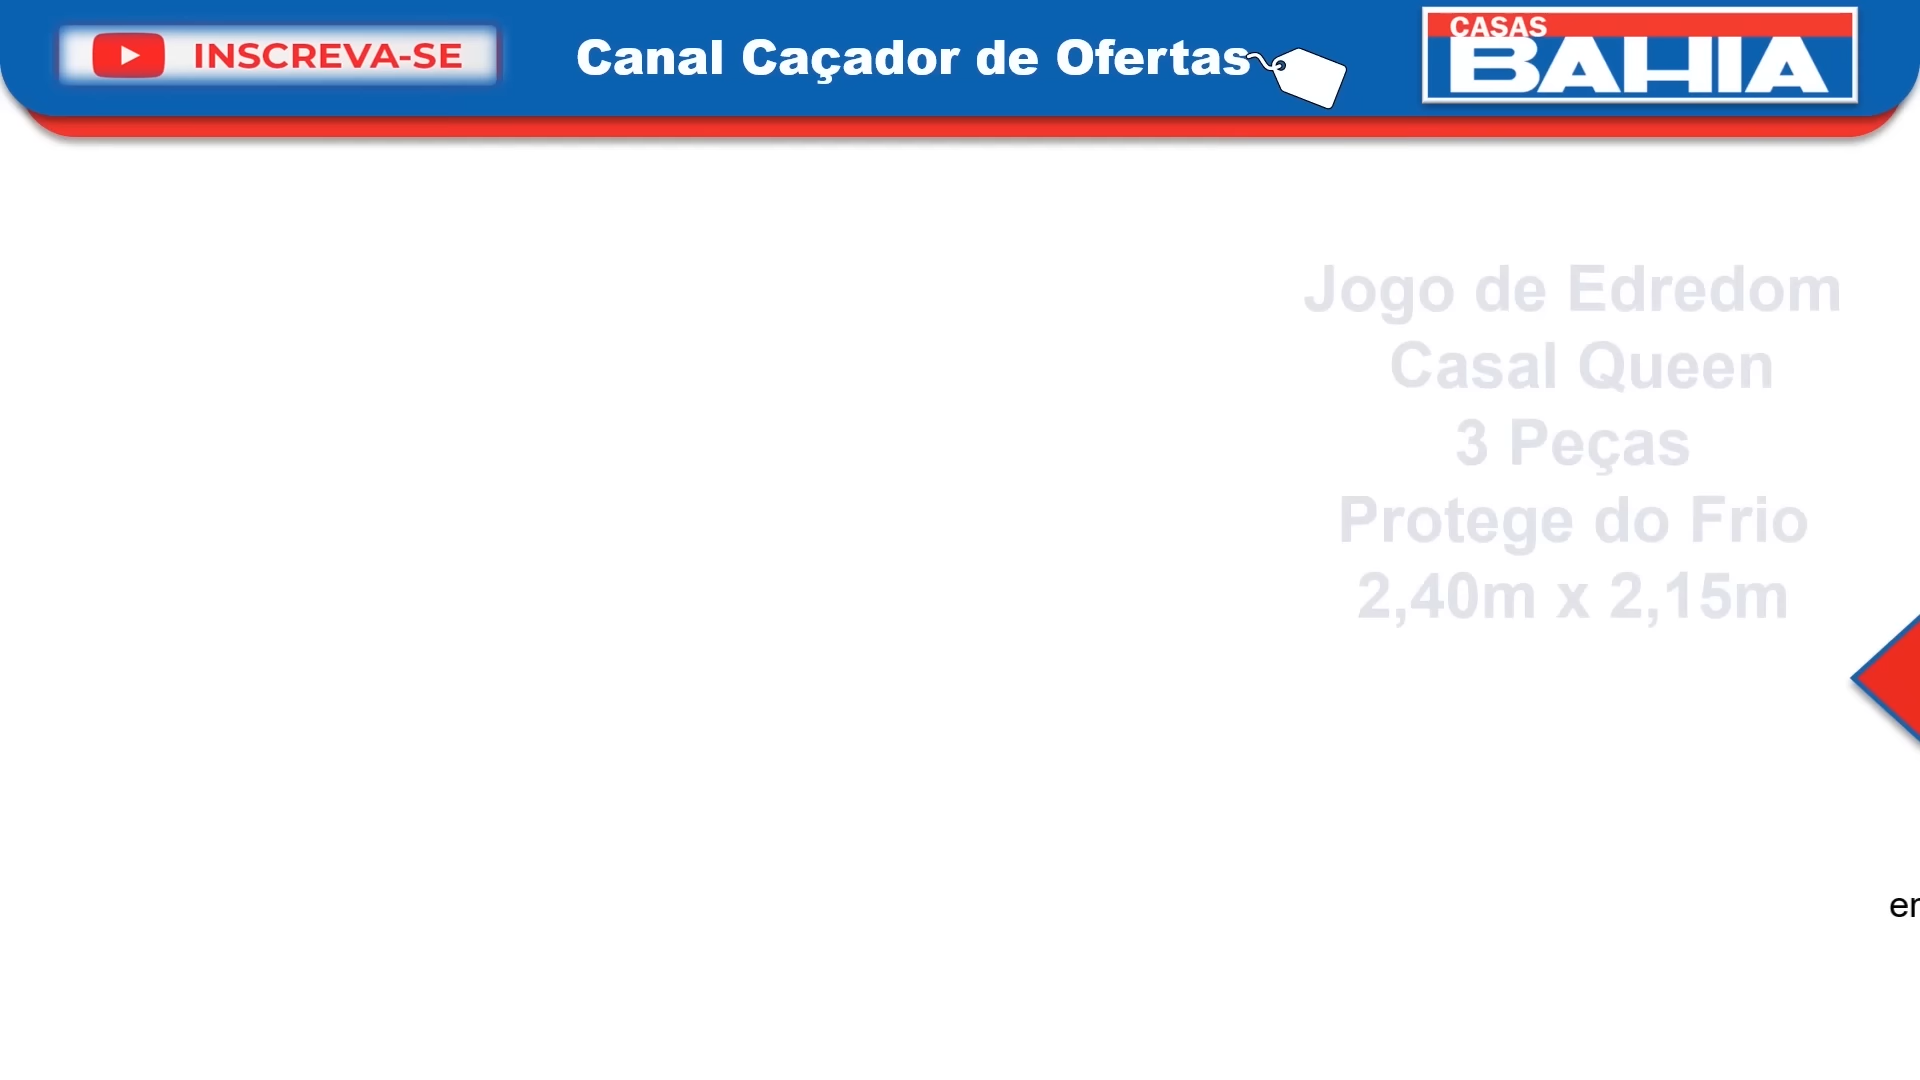 INSCREVA-SE
Canal Caçador de Ofertas
CASAS
BAHIA
Jogo de Edredom
Casal Queen
3 Peças
Protege do Frio
2,40m x 2,15m